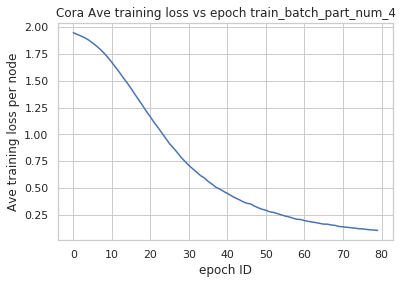 Cora Ave training loss vs epoch train_batch_part_num_4
Ave training loss per node
2.00
1.75
1.50
1.25
1.00
0.75
0.50
0.25
0 10 20 30 40 50 60 70 80
epoch ID